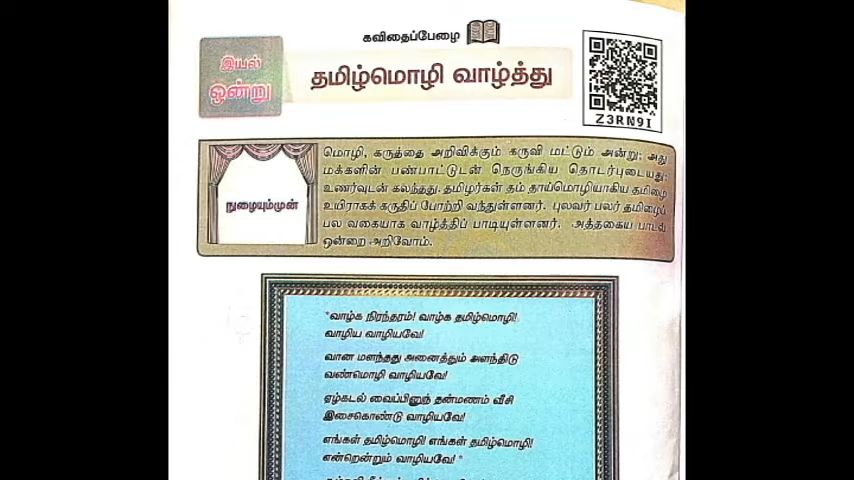 கவிதைப்பேழை
இயல்
ஒன்று
தமிழ்மொழி வாழ்த்து
Z3RN9I
நுழையும்முன்
மொழி, கருத்தை அறிவிக்கும் கருவி மட்டும் அன்று; அது
மக்களின் பண்பாட்டுடன் நெருங்கிய தொடர்புடையது;
உணர்வுடன் கலந்தது. தமிழர்கள் தம் தாய்மொழியாகிய தமிழை
உயிராகக் கருதிப் போற்றி வந்துள்ளனர். புலவர் பலர் தமிழைப்
பல வகையாக வாழ்த்திப் பாடியுள்ளனர். அத்தகைய பாடல்
ஒன்றை அறிவோம்.
*வாழ்க நிரந்தரம்! வாழ்க தமிழ்மொழி!
வாழிய வாழியவே!
வான மளந்தது அனைத்தும் அளந்திடு
வண்மொழி வாழியவே!
ஏழ்கடல் வைப்பினுந் தன்மணம் வீசி
இசைகொண்டு வாழியவே!
எங்கள் தமிழ்மொழி! எங்கள் தமிழ்மொழி!
என்றென்றும் வாழியவே! *